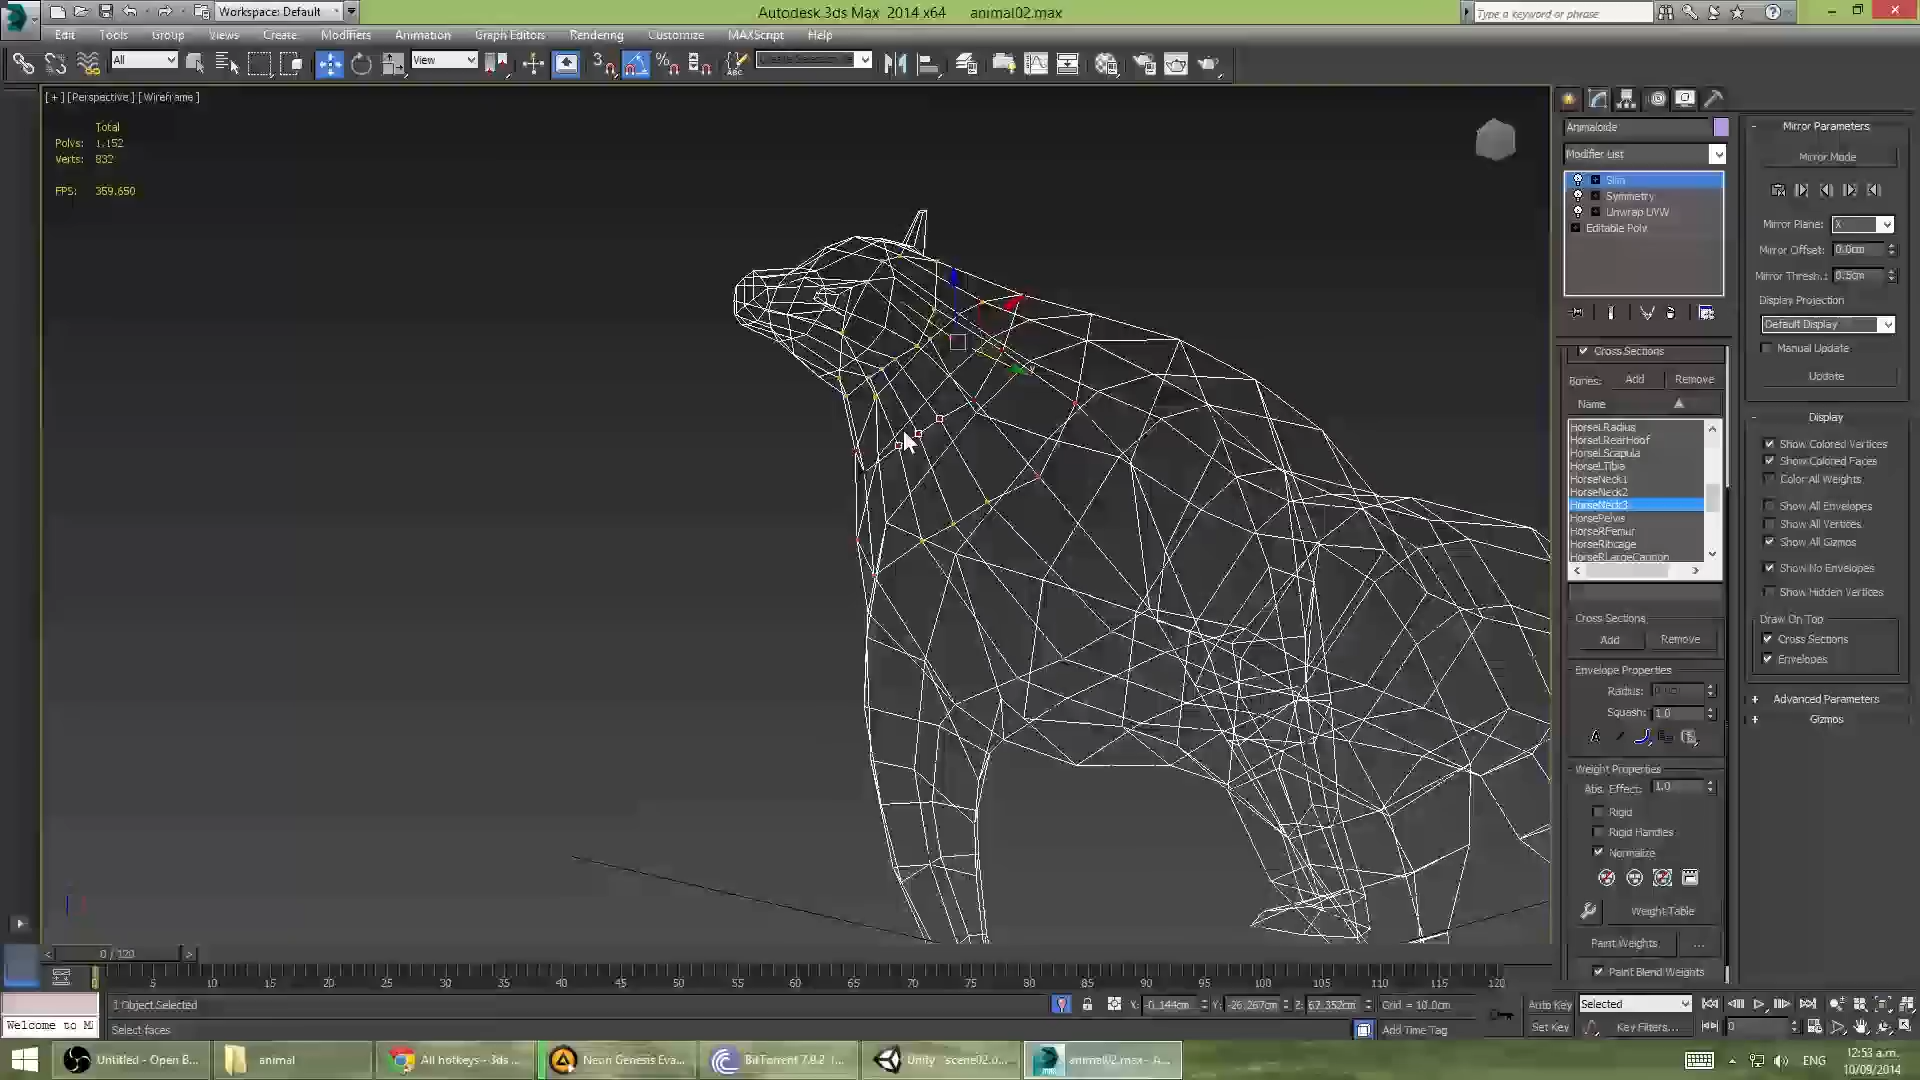 Workspace: Default
Autodesk 3ds Max 2014 x64 animal02.max
Type a keyword or phrase
Edit Tools Group Views Create Modifiers Animation Graph Editors Rendering Customize MAXScript Help
All
View
[ + ] [Perspective ] [ Wireframe ]
Total
Polys: 1,152
Verts: 832
FPS: 359.650
Modifier List
Skin
Symmetry
Unwrap UVW
Editable Poly
Cross Sections
Bones: Add Remove
Name
HorseLRadius
HorseLRearHoof
HorseLScapula
HorseLTibia
HorseNeck1
HorseNeck2
HorseNeck3
HorsePelvis
HorseRFemur
HorseRibcage
HorseRLargeCannon
Cross Sections
Add Remove
Envelope Properties
Radius:
Squash: 1.0
Weight Properties
Abs. Effect: 1.0
Rigid
Rigid Handles
Normalize
Weight Table
Paint Weights ...
Paint Blend Weights
Mirror Parameters
Mirror Mode
Mirror Plane: X
Mirror Offset: 0.0cm
Mirror Thresh.: 0.5cm
Display Projection
Default Display
Manual Update
Update
Display
Show Colored Vertices
Show Colored Faces
Color All Weights
Show All Envelopes
Show All Vertices
Show All Gizmos
Show No Envelopes
Show Hidden Vertices
Draw On Top
Cross Sections
Envelopes
Advanced Parameters
Gizmos
0 / 120
5 10 15 20 25 30 35 40 45 50 55 60 65 70 75 80 85 90 95 100 105 110 115 120
1 Object Selected
X: -0.144cm Y: -26.267cm Z: 67.352cm Grid = 10.0cm
Auto Key Selected
Welcome to M
Select faces
Add Time Tag
Set Key Key Filters...
0
Untitled - Open B...
animal
All hotkeys - 3ds ...
Neon Genesis Eva...
BitTorrent 7.9.2 ...
Unity - scene02.u...
animal02.max - A...
ENG
12:53 a.m.
10/09/2014